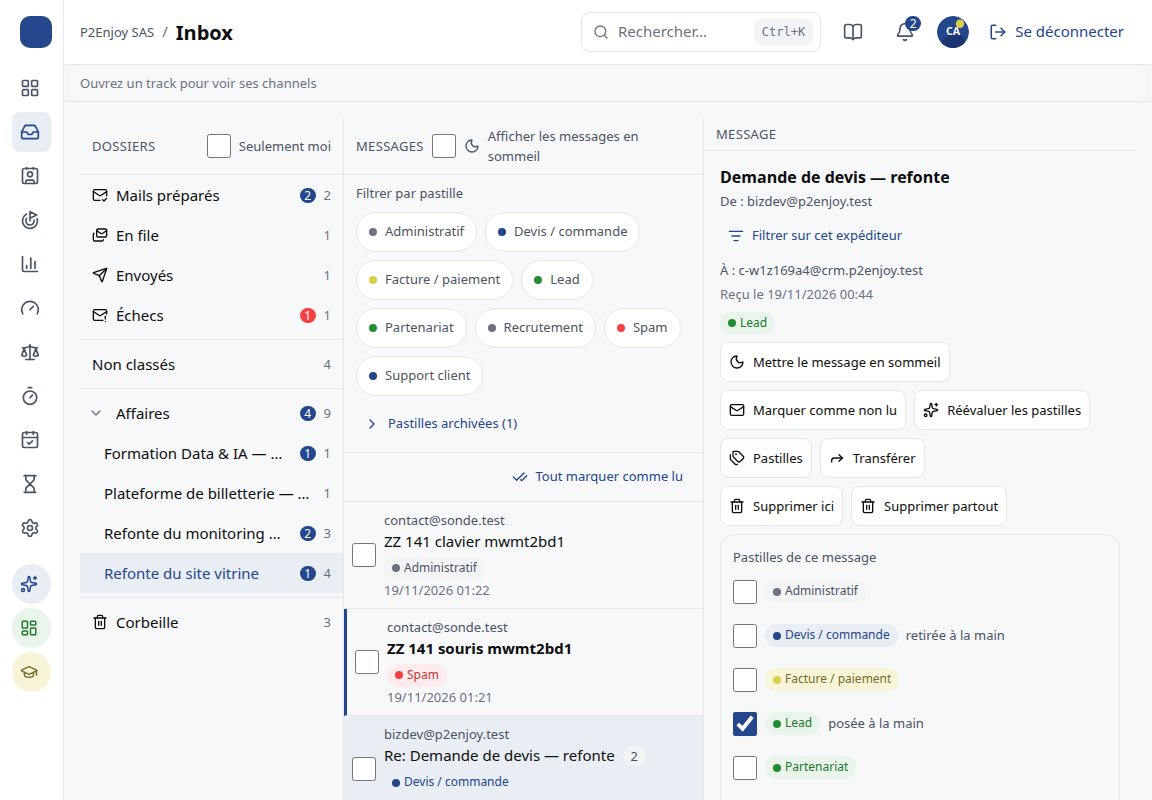 P2Enjoy SAS / Inbox
Rechercher... Ctrl+K
2
CA
Se déconnecter
Ouvrez un track pour voir ses channels
DOSSIERS
Seulement moi
Mails préparés 2 2
En file 1
Envoyés 1
Échecs 1 1
Non classés 4
Affaires 4 9
Formation Data & IA — ... 1 1
Plateforme de billetterie — ... 1
Refonte du monitoring ... 2 3
Refonte du site vitrine 1 4
Corbeille 3
MESSAGES
Afficher les messages en
sommeil
Filtrer par pastille
Administratif
Devis / commande
Facture / paiement
Lead
Partenariat
Recrutement
Spam
Support client
Pastilles archivées (1)
Tout marquer comme lu
contact@sonde.test
ZZ 141 clavier mwmt2bd1
Administratif
19/11/2026 01:22
contact@sonde.test
ZZ 141 souris mwmt2bd1
Spam
19/11/2026 01:21
bizdev@p2enjoy.test
Re: Demande de devis — refonte 2
Devis / commande
MESSAGE
Demande de devis — refonte
De : bizdev@p2enjoy.test
Filtrer sur cet expéditeur
À : c-w1z169a4@crm.p2enjoy.test
Reçu le 19/11/2026 00:44
Lead
Mettre le message en sommeil
Marquer comme non lu
Réévaluer les pastilles
Pastilles
Transférer
Supprimer ici
Supprimer partout
Pastilles de ce message
Administratif
Devis / commande retirée à la main
Facture / paiement
Lead posée à la main
Partenariat